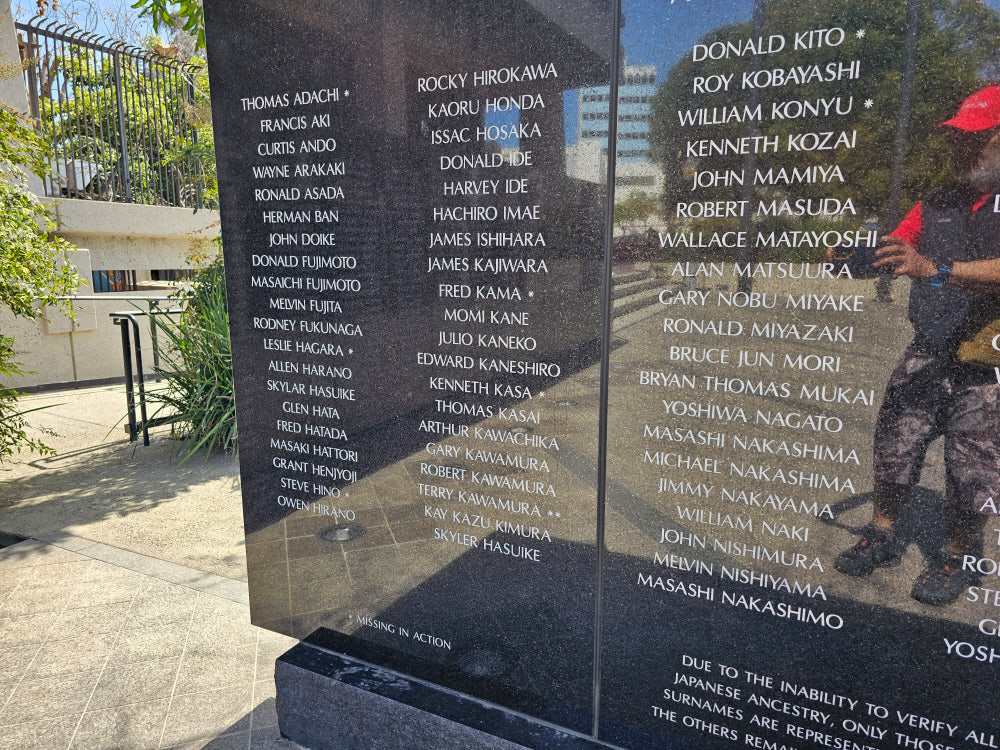 THOMAS ADACHI *
FRANCIS AKI
CURTIS ANDO
WAYNE ARAKAKI
RONALD ASADA
HERMAN BAN
JOHN DOIKE
DONALD FUJIMOTO
MASAICHI FUJIMOTO
MELVIN FUJITA
RODNEY FUKUNAGA
LESLIE HAGARA *
ALLEN HARANO
SKYLAR HASUIKE
GLEN HATA
FRED HATADA
MASAKI HATTORI
GRANT HENJYOJI
STEVE HINO *
OWEN HIRANO
ROCKY HIROKAWA
KAORU HONDA
ISSAC HOSAKA
DONALD IDE
HARVEY IDE
HACHIRO IMAE
JAMES ISHIHARA
JAMES KAJIWARA
FRED KAMA *
MOMI KANE
JULIO KANEKO
EDWARD KANESHIRO
KENNETH KASA *
THOMAS KASAI
ARTHUR KAWACHIKA
GARY KAWAMURA
ROBERT KAWAMURA
TERRY KAWAMURA **
KAY KAZU KIMURA
SKYLER HASUIKE
* MISSING IN ACTION
DONALD KITO *
ROY KOBAYASHI
WILLIAM KONYU *
KENNETH KOZAI
JOHN MAMIYA
ROBERT MASUDA
WALLACE MATAYOSHI
ALAN MATSUURA
GARY NOBU MIYAKE
RONALD MIYAZAKI
BRUCE JUN MORI
BRYAN THOMAS MUKAI
YOSHIWA NAGATO
MASASHI NAKASHIMA
MICHAEL NAKASHIMA
JIMMY NAKAYAMA
WILLIAM NAKI
JOHN NISHIMURA
MELVIN NISHIYAMA
MASASHI NAKASHIMO
DUE TO THE INABILITY TO VERIFY ALL
JAPANESE ANCESTRY, ONLY THOS
SURNAMES ARE REPRESENT
THE OTHERS REMA